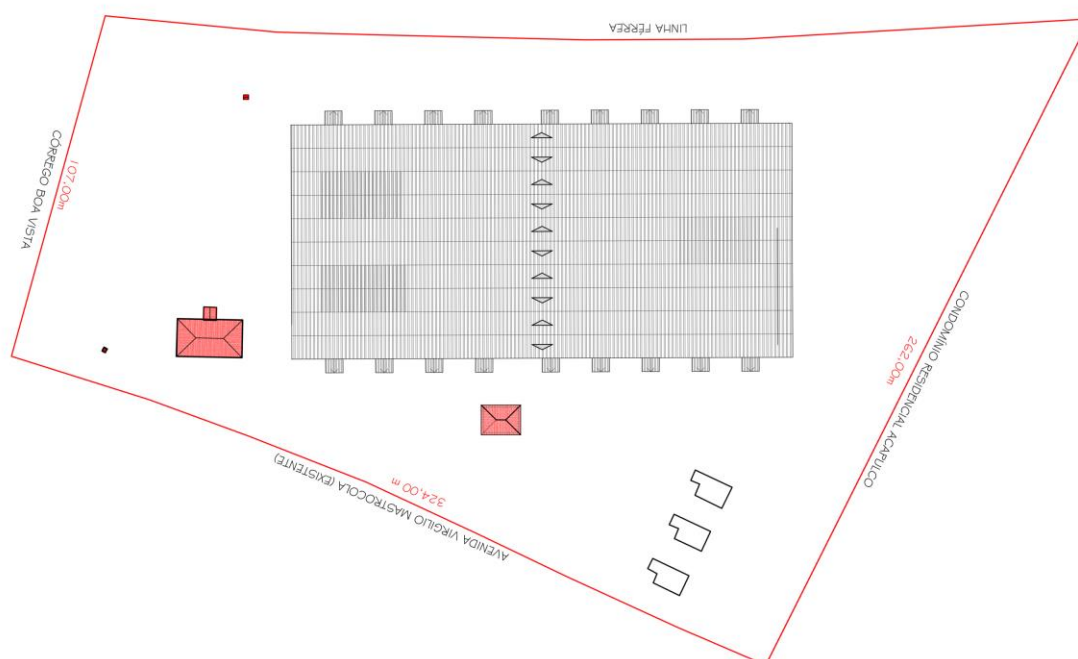 LINHA FÉRREA
CÓRREGO BOA VISTA
107,00m
CONDOMÍNIO RESIDENCIAL ACAPULCO
262,00m
324,00 m
AVENIDA VIRGILIO MASTROCOLA (EXISTENTE)